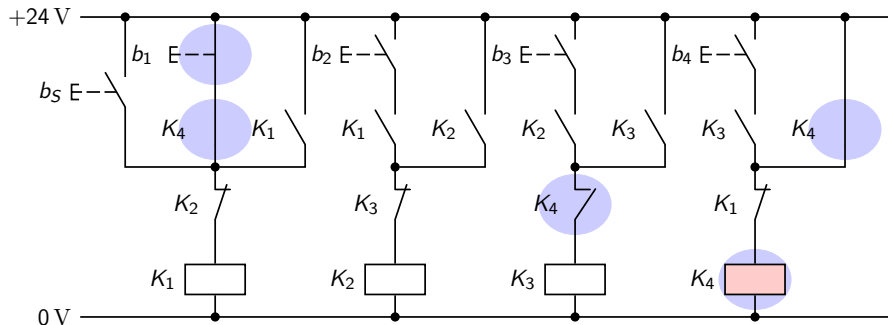 +24 V
b1 b2 b3 b4
bS
K4 K1 K1 K2 K2 K3 K3 K4
K2 K3 K4 K1
K1 K2 K3 K4
0 V